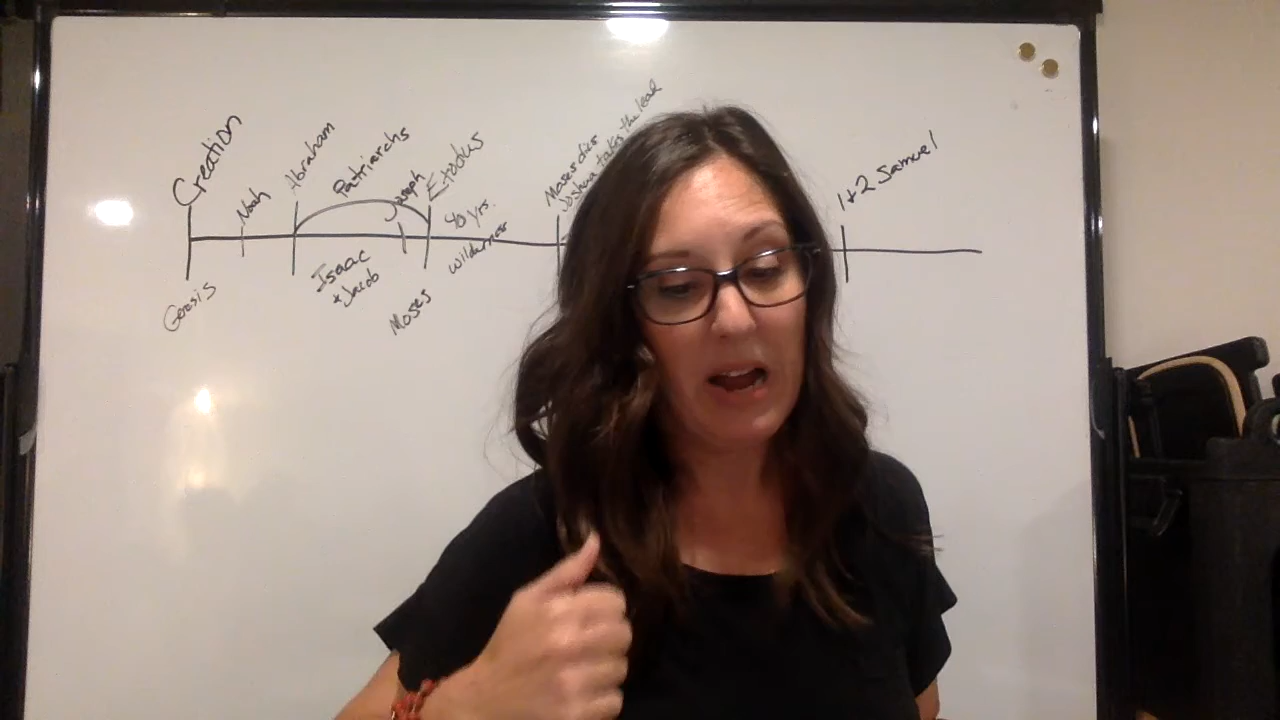 Creation
Noah
Abraham
Patriarchs
Joseph
Exodus
40 yrs.
Wilderness
Moses dies
Joshua takes the lead
1 + 2 Samuel
Isaac
+ Jacob
Moses